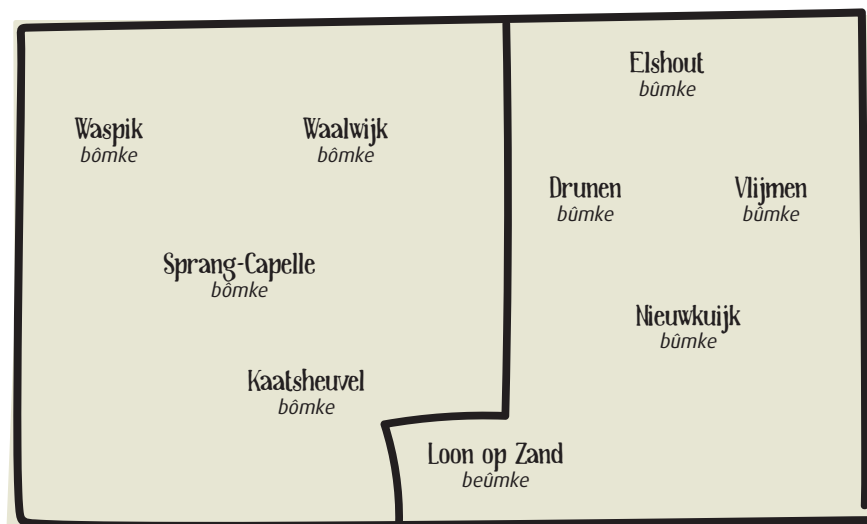 Elshout
bûmke
Waspik
bômke
Waalwijk
bômke
Drunen
bûmke
Vlijmen
bûmke
Sprang-Capelle
bômke
Nieuwkuijk
bûmke
Kaatsheuvel
bômke
Loon op Zand
beûmke